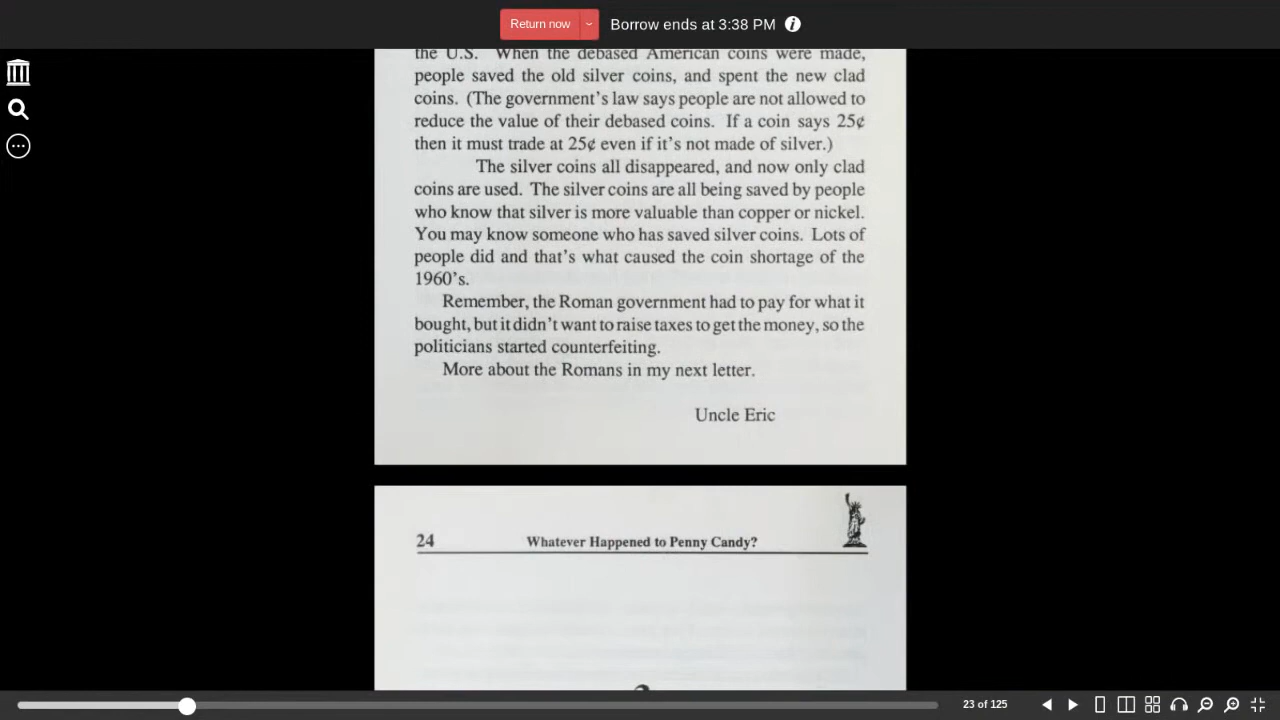 Return now
Borrow ends at 3:38 PM
the U.S. When the debased American coins were made,
people saved the old silver coins, and spent the new clad
coins. (The government's law says people are not allowed to
reduce the value of their debased coins. If a coin says 25¢
then it must trade at 25¢ even if it's not made of silver.)
The silver coins all disappeared, and now only clad
coins are used. The silver coins are all being saved by people
who know that silver is more valuable than copper or nickel.
You may know someone who has saved silver coins. Lots of
people did and that's what caused the coin shortage of the
1960's.
Remember, the Roman government had to pay for what it
bought, but it didn't want to raise taxes to get the money, so the
politicians started counterfeiting.
More about the Romans in my next letter.
Uncle Eric
24 Whatever Happened to Penny Candy?
23 of 125